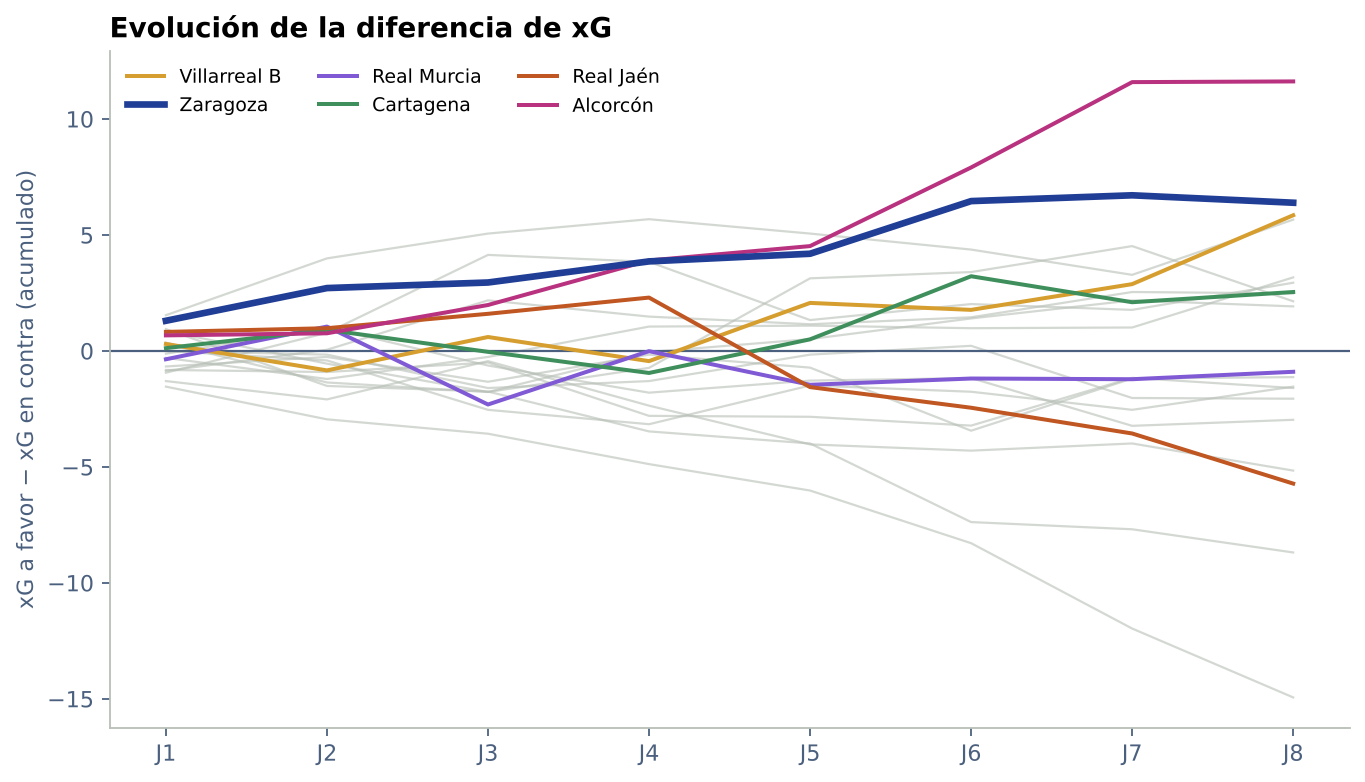 Evolución de la diferencia de xG
Villarreal B
Real Murcia
Real Jaén
Zaragoza
Cartagena
Alcorcón
xG a favor − xG en contra (acumulado)
10
5
0
−5
−10
−15
J1
J2
J3
J4
J5
J6
J7
J8